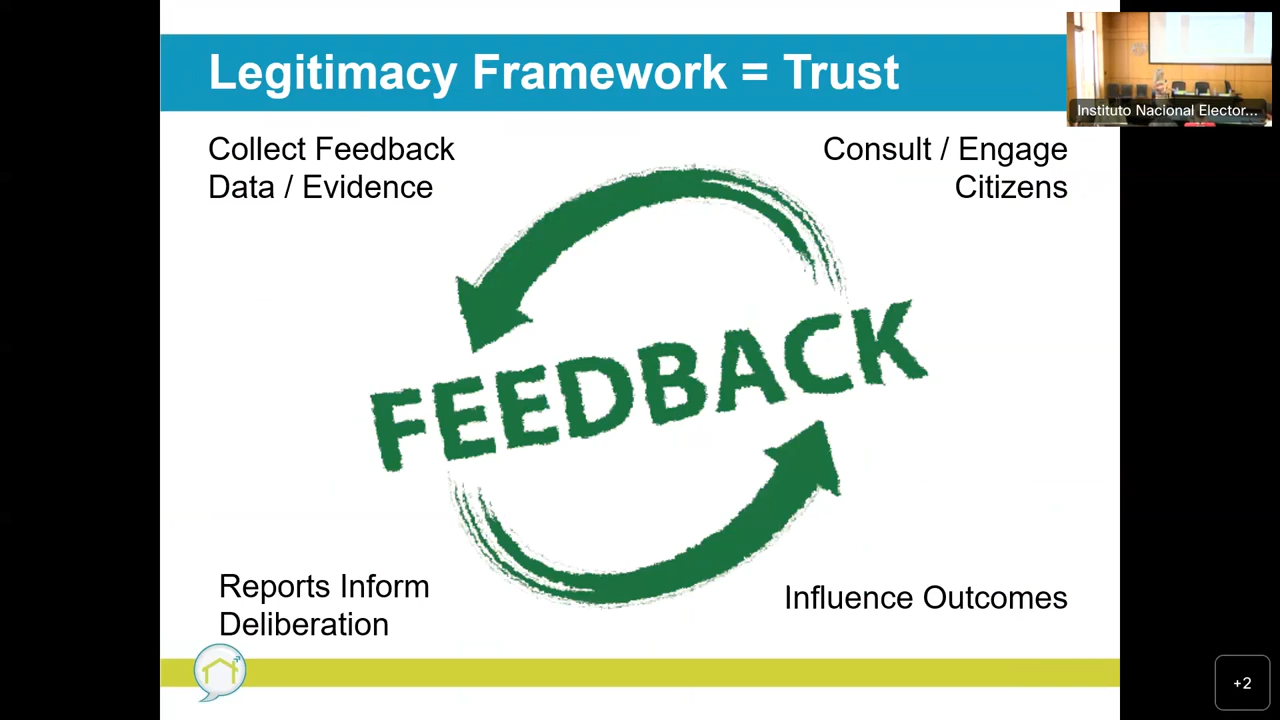 Legitimacy Framework = Trust
Instituto Nacional Elector...
Collect Feedback
Data / Evidence
Consult / Engage
Citizens
FEEDBACK
Reports Inform
Deliberation
Influence Outcomes
+2